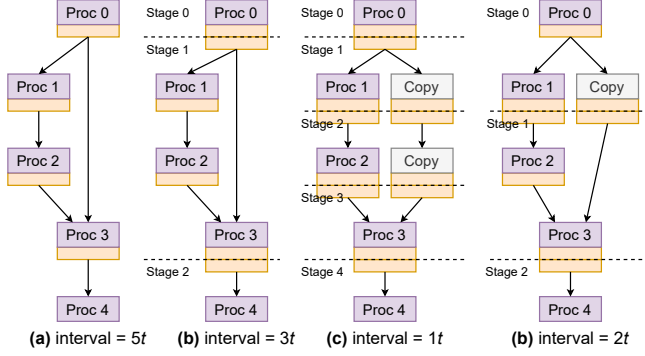 Proc 0
Proc 1
Proc 2
Proc 3
Proc 4
(a) interval = 5t
Stage 0
Proc 0
Stage 1
Proc 1
Proc 2
Proc 3
Stage 2
Proc 4
(b) interval = 3t
Stage 0
Proc 0
Stage 1
Proc 1
Copy
Stage 2
Proc 2
Copy
Stage 3
Proc 3
Stage 4
Proc 4
(c) interval = 1t
Stage 0
Proc 0
Proc 1
Copy
Stage 1
Proc 2
Proc 3
Stage 2
Proc 4
(b) interval = 2t